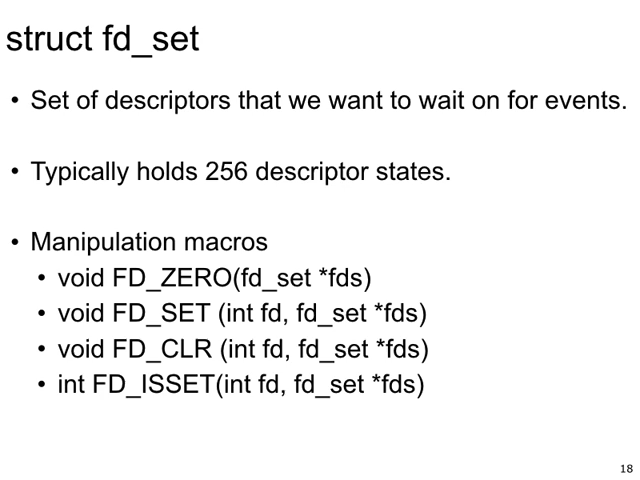 struct fd_set
• Set of descriptors that we want to wait on for events.
• Typically holds 256 descriptor states.
• Manipulation macros
• void FD_ZERO(fd_set *fds)
• void FD_SET (int fd, fd_set *fds)
• void FD_CLR (int fd, fd_set *fds)
• int FD_ISSET(int fd, fd_set *fds)
18